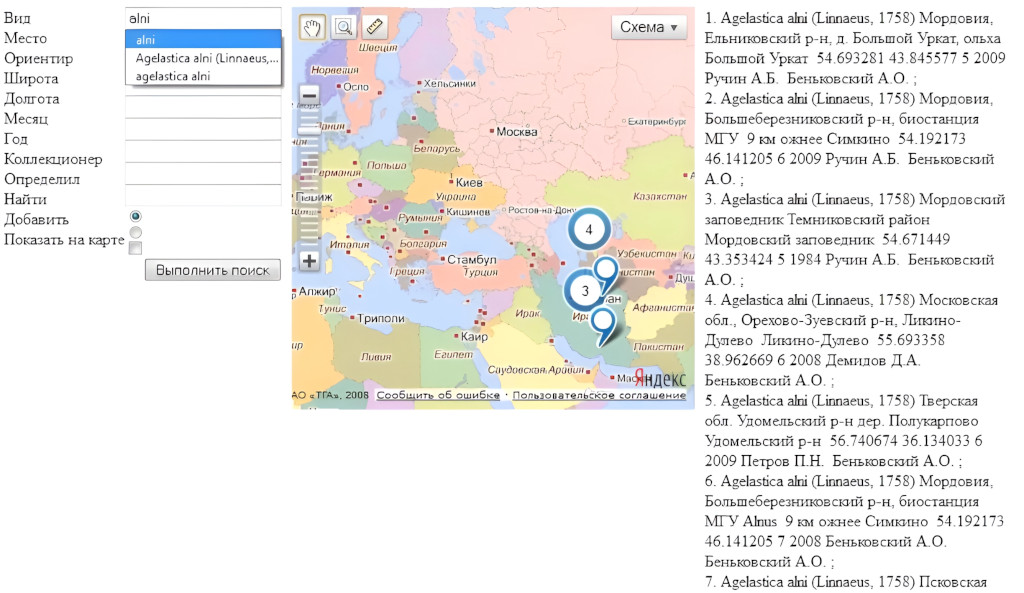 Вид
alni
Место
alni
Ориентир
Agelastica alni (Linnaeus,...
Широта
agelastica alni
Долгота
Месяц
Год
Коллекционер
Определил
Найти
Добавить
Показать на карте
Выполнить поиск
Схема
Швеция
Норвегия
Осло
Хельсинки
Екатеринбург
Москва
Беларусь
Польша
ермания
Киев
Украина
Казахстан
Париж
Кишинев
Ростов-на-Дону
Румыния
4
Италия
Болгария
Узбекистан
Стамбул
Турция
Греция
Алжир
3
Тунис
Ирак
Афганистан
Триполи
Каир
Пакистан
Ливия
Египет
Саудовская Аравия
Яндекс
АО «ТГА», 2008 Сообщить об ошибке · Пользовательское соглашение
1. Agelastica alni (Linnaeus, 1758) Мордовия,
Ельниковский р-н, д. Большой Уркат, ольха
Большой Уркат 54.693281 43.845577 5 2009
Ручин А.Б. Беньковский А.О. ;
2. Agelastica alni (Linnaeus, 1758) Мордовия,
Большеберезниковский р-н, биостанция
МГУ 9 км ожнее Симкино 54.192173
46.141205 6 2009 Ручин А.Б. Беньковский
А.О. ;
3. Agelastica alni (Linnaeus, 1758) Мордовский
заповедник Темниковский район
Мордовский заповедник 54.671449
43.353424 5 1984 Ручин А.Б. Беньковский
А.О. ;
4. Agelastica alni (Linnaeus, 1758) Московская
обл., Орехово-Зуевский р-н, Ликино-
Дулево Ликино-Дулево 55.693358
38.962669 6 2008 Демидов Д.А.
Беньковский А.О. ;
5. Agelastica alni (Linnaeus, 1758) Тверская
обл. Удомельский р-н дер. Полукарпово
Удомельский р-н 56.740674 36.134033 6
2009 Петров П.Н. Беньковский А.О. ;
6. Agelastica alni (Linnaeus, 1758) Мордовия,
Большеберезниковский р-н, биостанция
МГУ Alnus 9 км ожнее Симкино 54.192173
46.141205 7 2008 Беньковский А.О.
Беньковский А.О. ;
7. Agelastica alni (Linnaeus, 1758) Псковская